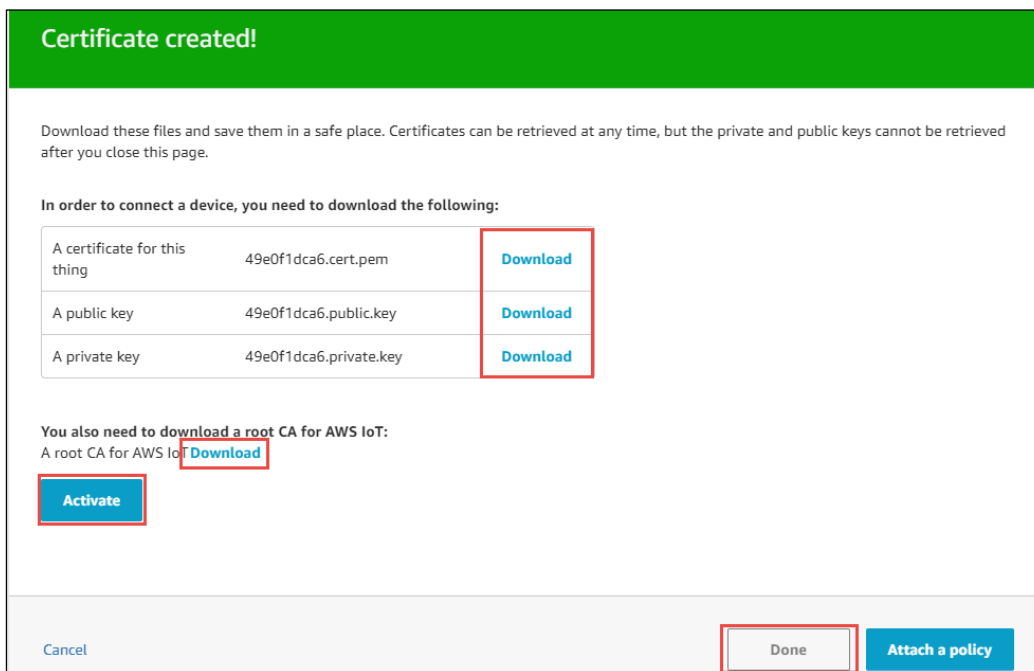 Certificate created!
Download these files and save them in a safe place. Certificates can be retrieved at any time, but the private and public keys cannot be retrieved
after you close this page.
In order to connect a device, you need to download the following:
A certificate for this
thing
49e0f1dca6.cert.pem
Download
A public key
49e0f1dca6.public.key
Download
A private key
49e0f1dca6.private.key
Download
You also need to download a root CA for AWS IoT:
A root CA for AWS IoT Download
Activate
Cancel
Done
Attach a policy